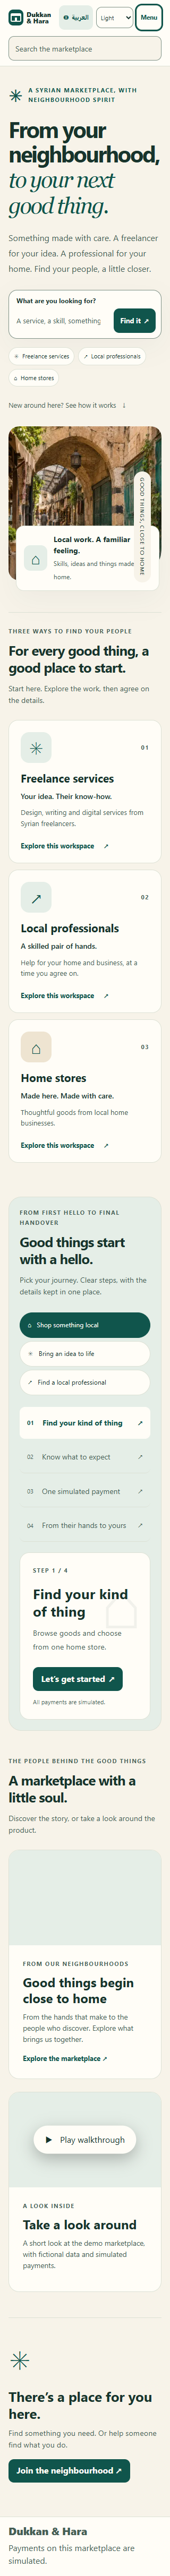 Dukkan & Hara
العربية
Light
Menu
Search the marketplace
A SYRIAN MARKETPLACE, WITH
NEIGHBOURHOOD SPIRIT
From your
neighbourhood,
to your next
good thing.
Something made with care. A freelancer
for your idea. A professional for your
home. Find your people, a little closer.
What are you looking for?
A service, a skill, something
Find it ↗
Freelance services
↗ Local professionals
Home stores
New around here? See how it works ↓
GOOD THINGS, CLOSE TO HOME
Local work. A familiar
feeling.
Skills, ideas and things made
home.
THREE WAYS TO FIND YOUR PEOPLE
For every good thing, a
good place to start.
Start here. Explore the work, then agree on
the details.
01
Freelance services
Your idea. Their know-how.
Design, writing and digital services from
Syrian freelancers.
Explore this workspace ↗
02
Local professionals
A skilled pair of hands.
Help for your home and business, at a
time you agree on.
Explore this workspace ↗
03
Home stores
Made here. Made with care.
Thoughtful goods from local home
businesses.
Explore this workspace ↗
FROM FIRST HELLO TO FINAL
HANDOVER
Good things start
with a hello.
Pick your journey. Clear steps, with the
details kept in one place.
Shop something local
Bring an idea to life
↗ Find a local professional
01 Find your kind of thing ↗
02 Know what to expect ↗
03 One simulated payment ↗
04 From their hands to yours ↗
STEP 1 / 4
Find your kind
of thing
Browse goods and choose
from one home store.
Let's get started ↗
All payments are simulated.
THE PEOPLE BEHIND THE GOOD THINGS
A marketplace with a
little soul.
Discover the story, or take a look around the
product.
FROM OUR NEIGHBOURHOODS
Good things begin
close to home
From the hands that make to the
people who discover. Explore what
brings us together.
Explore the marketplace ↗
▶ Play walkthrough
A LOOK INSIDE
Take a look around
A short look at the demo marketplace,
with fictional data and simulated
payments.
There's a place for you
here.
Find something you need. Or help someone
find what you do.
Join the neighbourhood ↗
Dukkan & Hara
Payments on this marketplace are
simulated.